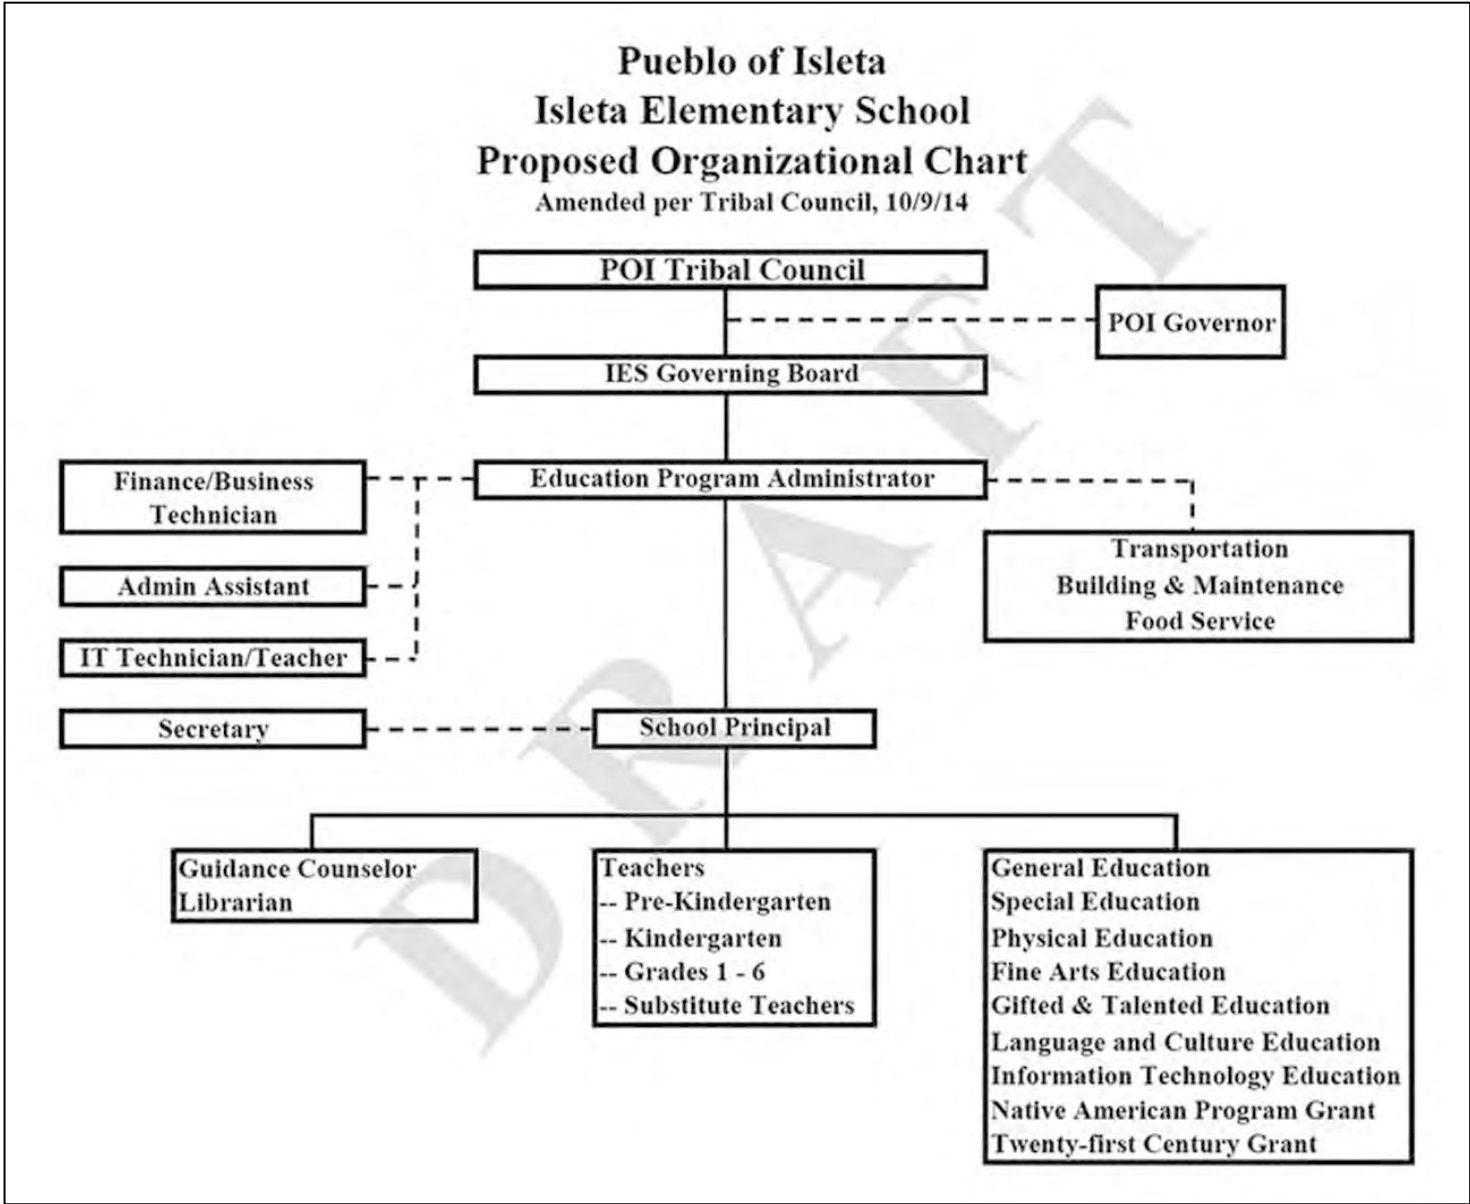 Pueblo of Isleta
Isleta Elementary School
Proposed Organizational Chart
Amended per Tribal Council, 10/9/14
POI Tribal Council
POI Governor
IES Governing Board
Finance/Business
Technician
Education Program Administrator
Transportation
Building & Maintenance
Food Service
Admin Assistant
IT Technician/Teacher
Secretary
School Principal
Guidance Counselor
Librarian
Teachers
-- Pre-Kindergarten
-- Kindergarten
-- Grades 1 - 6
-- Substitute Teachers
General Education
Special Education
Physical Education
Fine Arts Education
Gifted & Talented Education
Language and Culture Education
Information Technology Education
Native American Program Grant
Twenty-first Century Grant
DRAFT